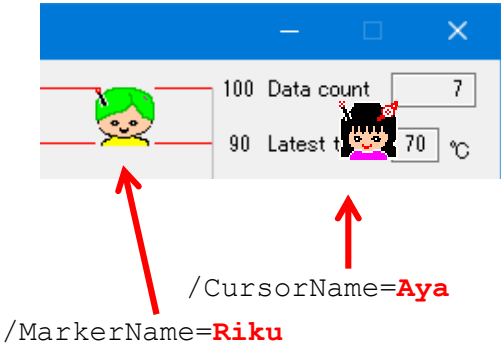 100 Data count 7
90 Latest t 70 ℃
/CursorName=Aya
/MarkerName=Riku